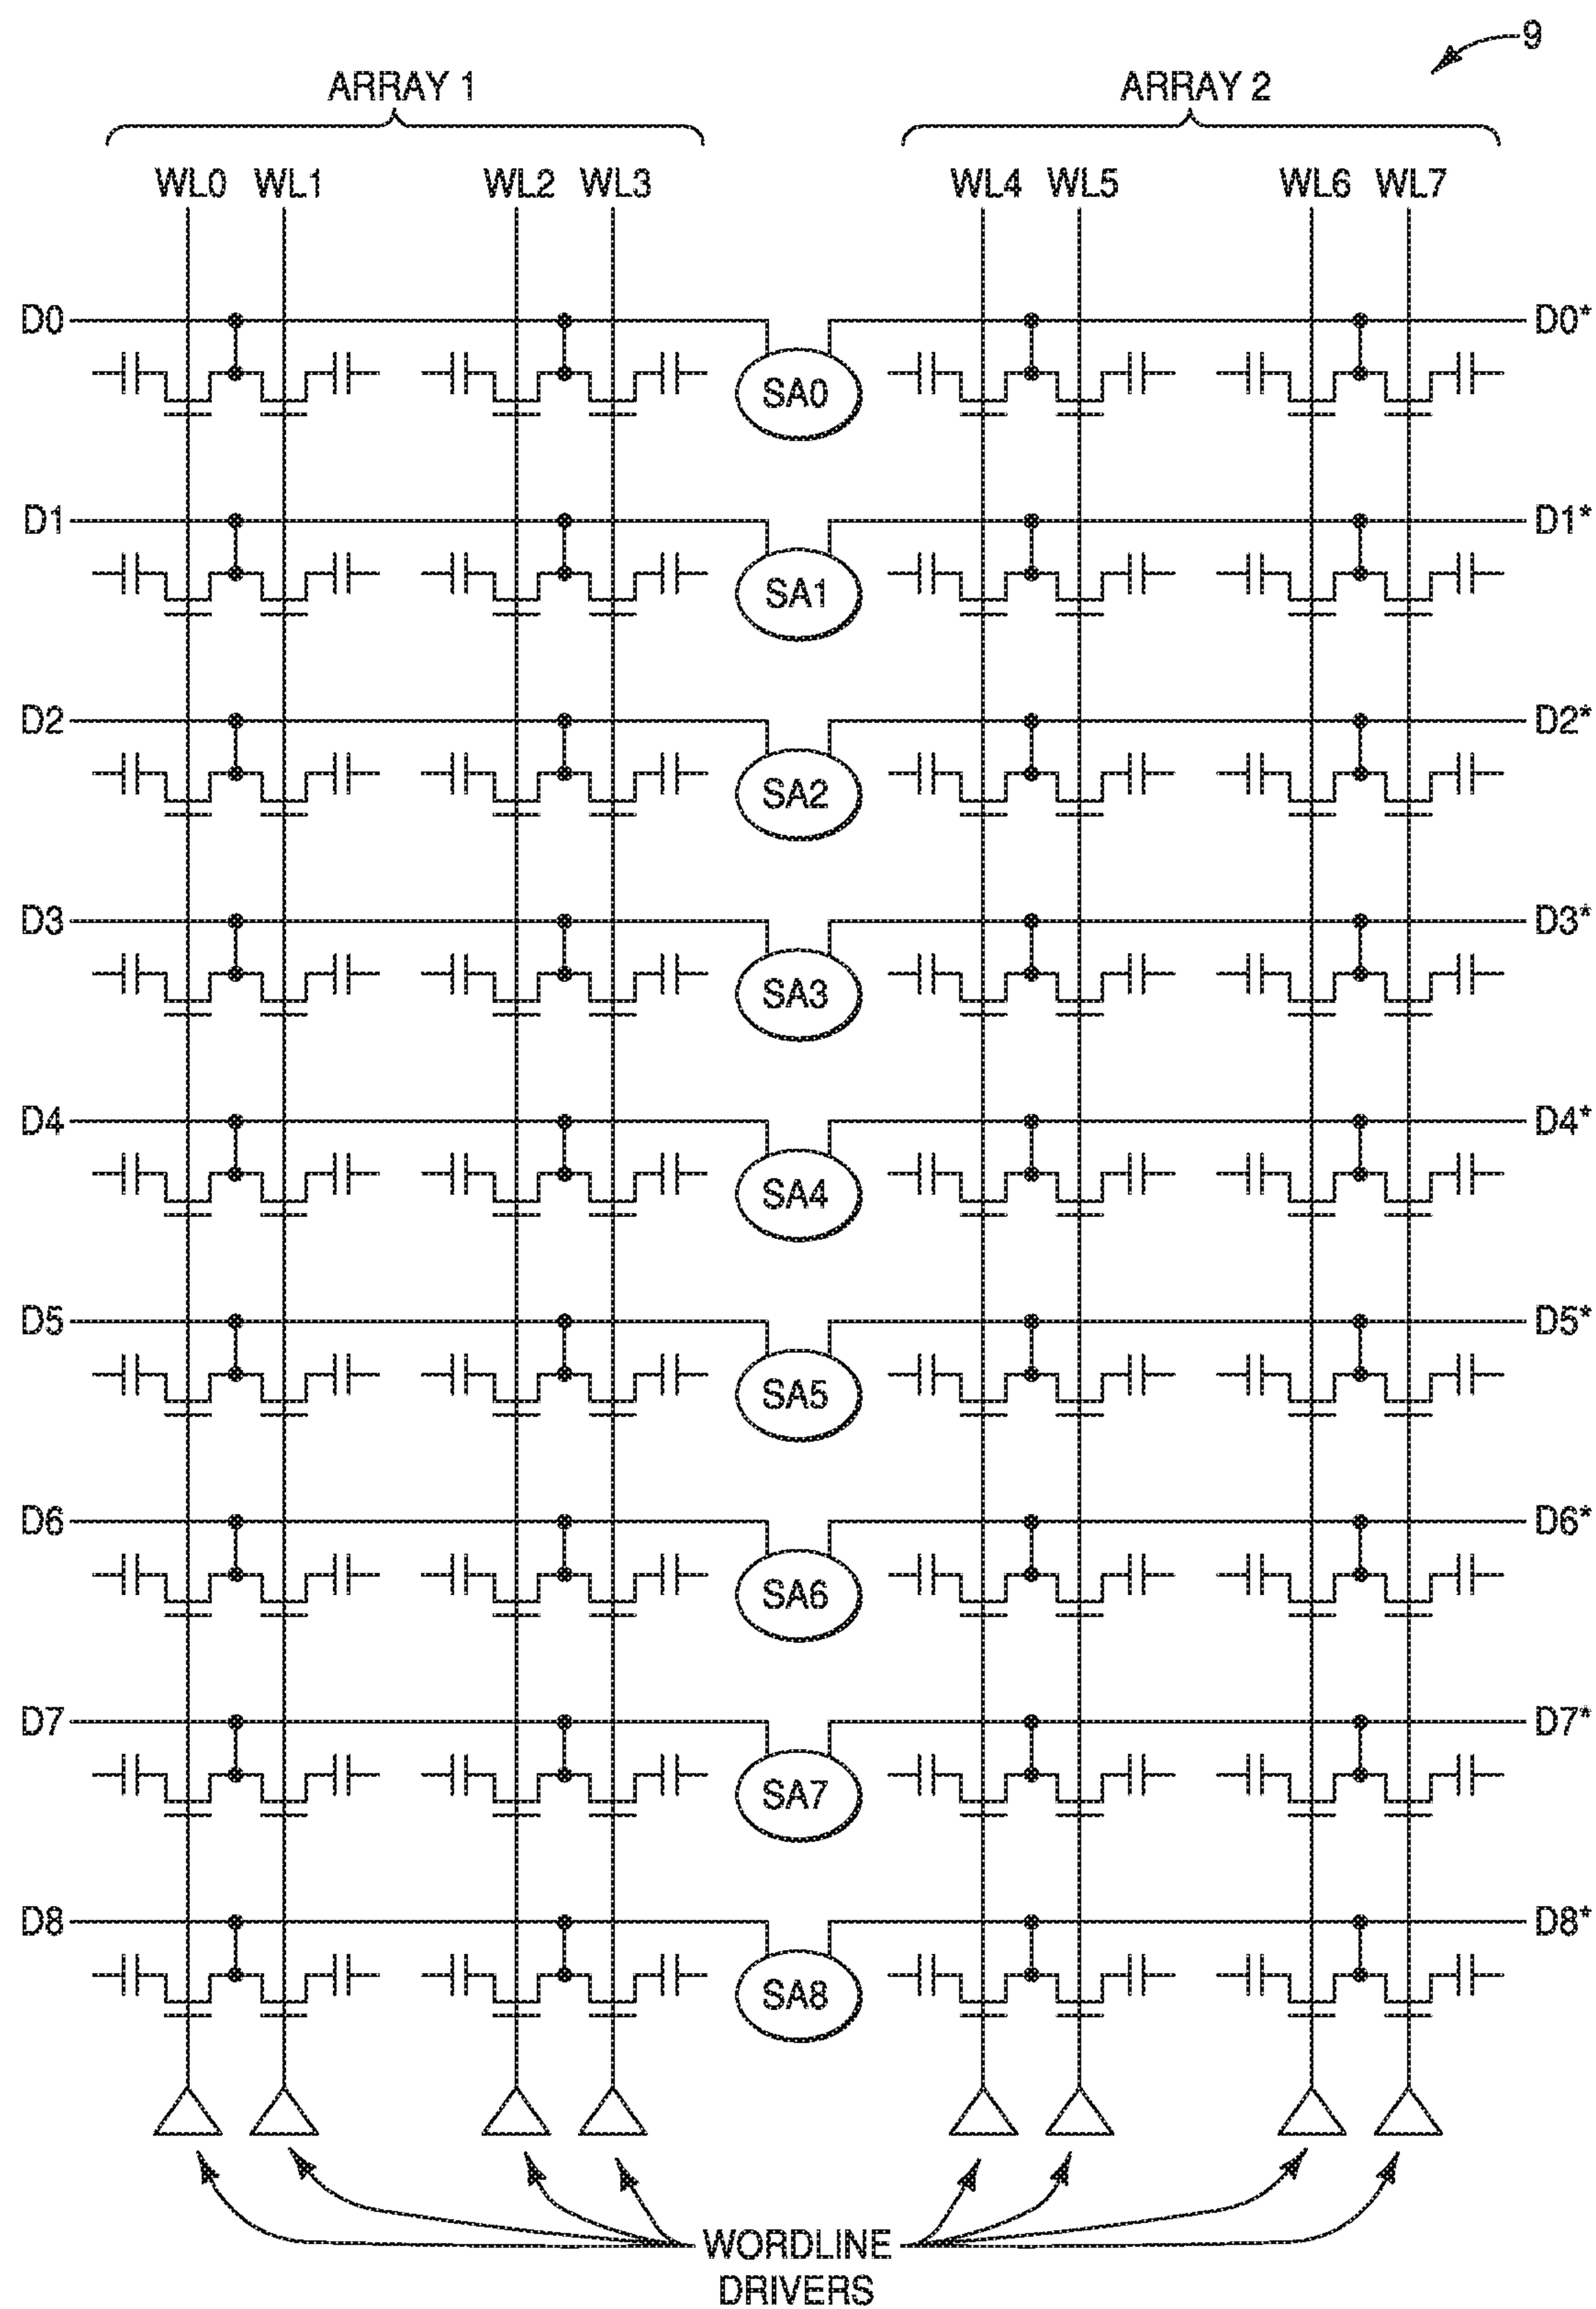 9
ARRAY 1 ARRAY 2
WL0 WL1 WL2 WL3 WL4 WL5 WL6 WL7
D0 D0*
SA0
D1 D1*
SA1
D2 D2*
SA2
D3 D3*
SA3
D4 D4*
SA4
D5 D5*
SA5
D6 D6*
SA6
D7 D7*
SA7
D8 D8*
SA8
WORDLINE
DRIVERS